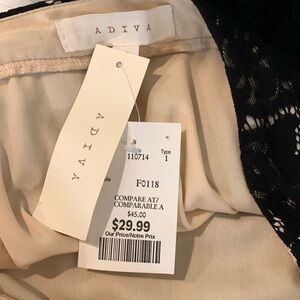 ADIVA
ADIVA
Type
110714 1
F0118
COMPARE AT/
COMPARABLE A
$45.00
$29.99
Our Price/Notre Prix